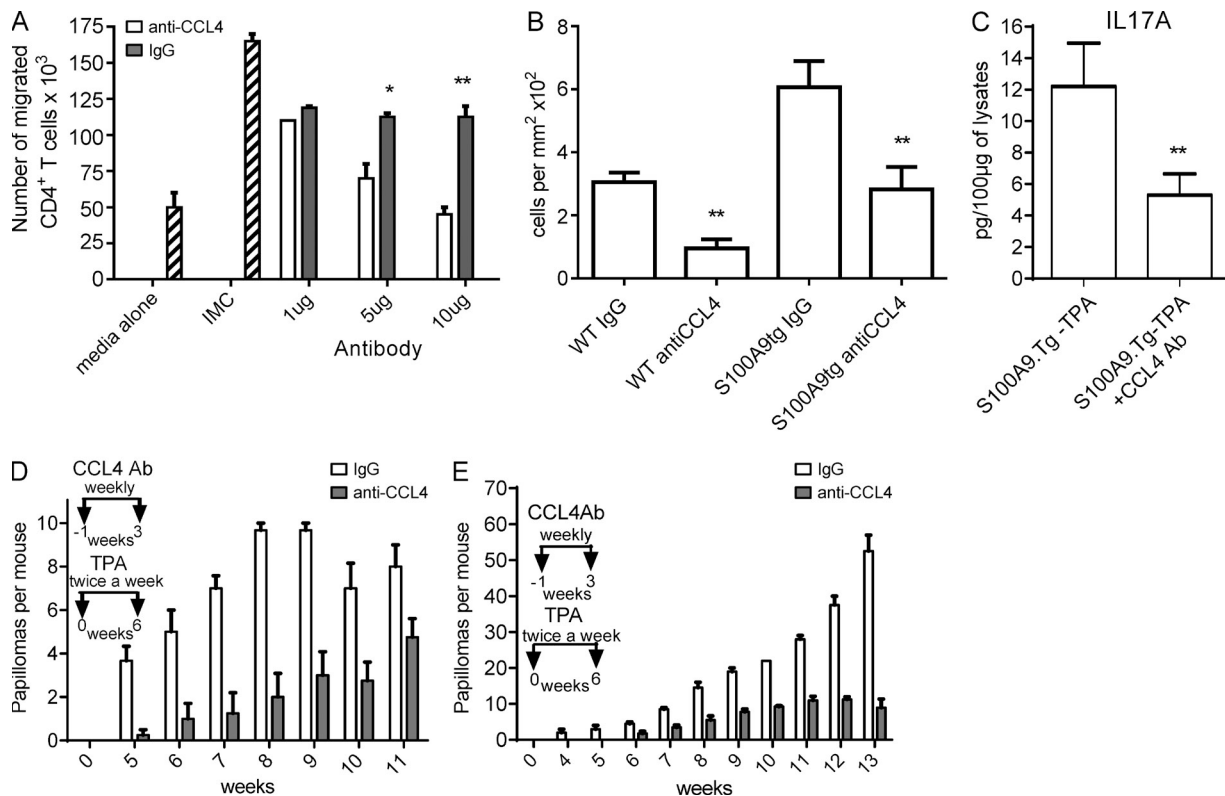 A
anti-CCL4
IgG
Number of migrated
CD4⁺ T cells x 10³
175
150
125
100
75
50
25
0
*
**
media alone
IMC
1ug
5ug
10ug
Antibody
B
cells per mm² x10²
8
6
4
2
0
**
**
WT IgG
WT antiCCL4
S100A9tg IgG
S100A9tg antiCCL4
C
IL17A
pg/100µg of lysates
16
14
12
10
8
6
4
2
0
**
S100A9.Tg -TPA
S100A9.Tg-TPA
+CCL4 Ab
D
IgG
anti-CCL4
CCL4 Ab
weekly
-1 weeks 3
TPA
twice a week
0 weeks 6
Papillomas per mouse
10
8
6
4
2
0
0
5
6
7
8
9
10
11
weeks
E
IgG
anti-CCL4
CCL4Ab
weekly
-1 weeks 3
TPA
twice a week
0 weeks 6
Papillomas per mouse
70
60
50
40
30
20
10
0
0
4
5
6
7
8
9
10
11
12
13
weeks